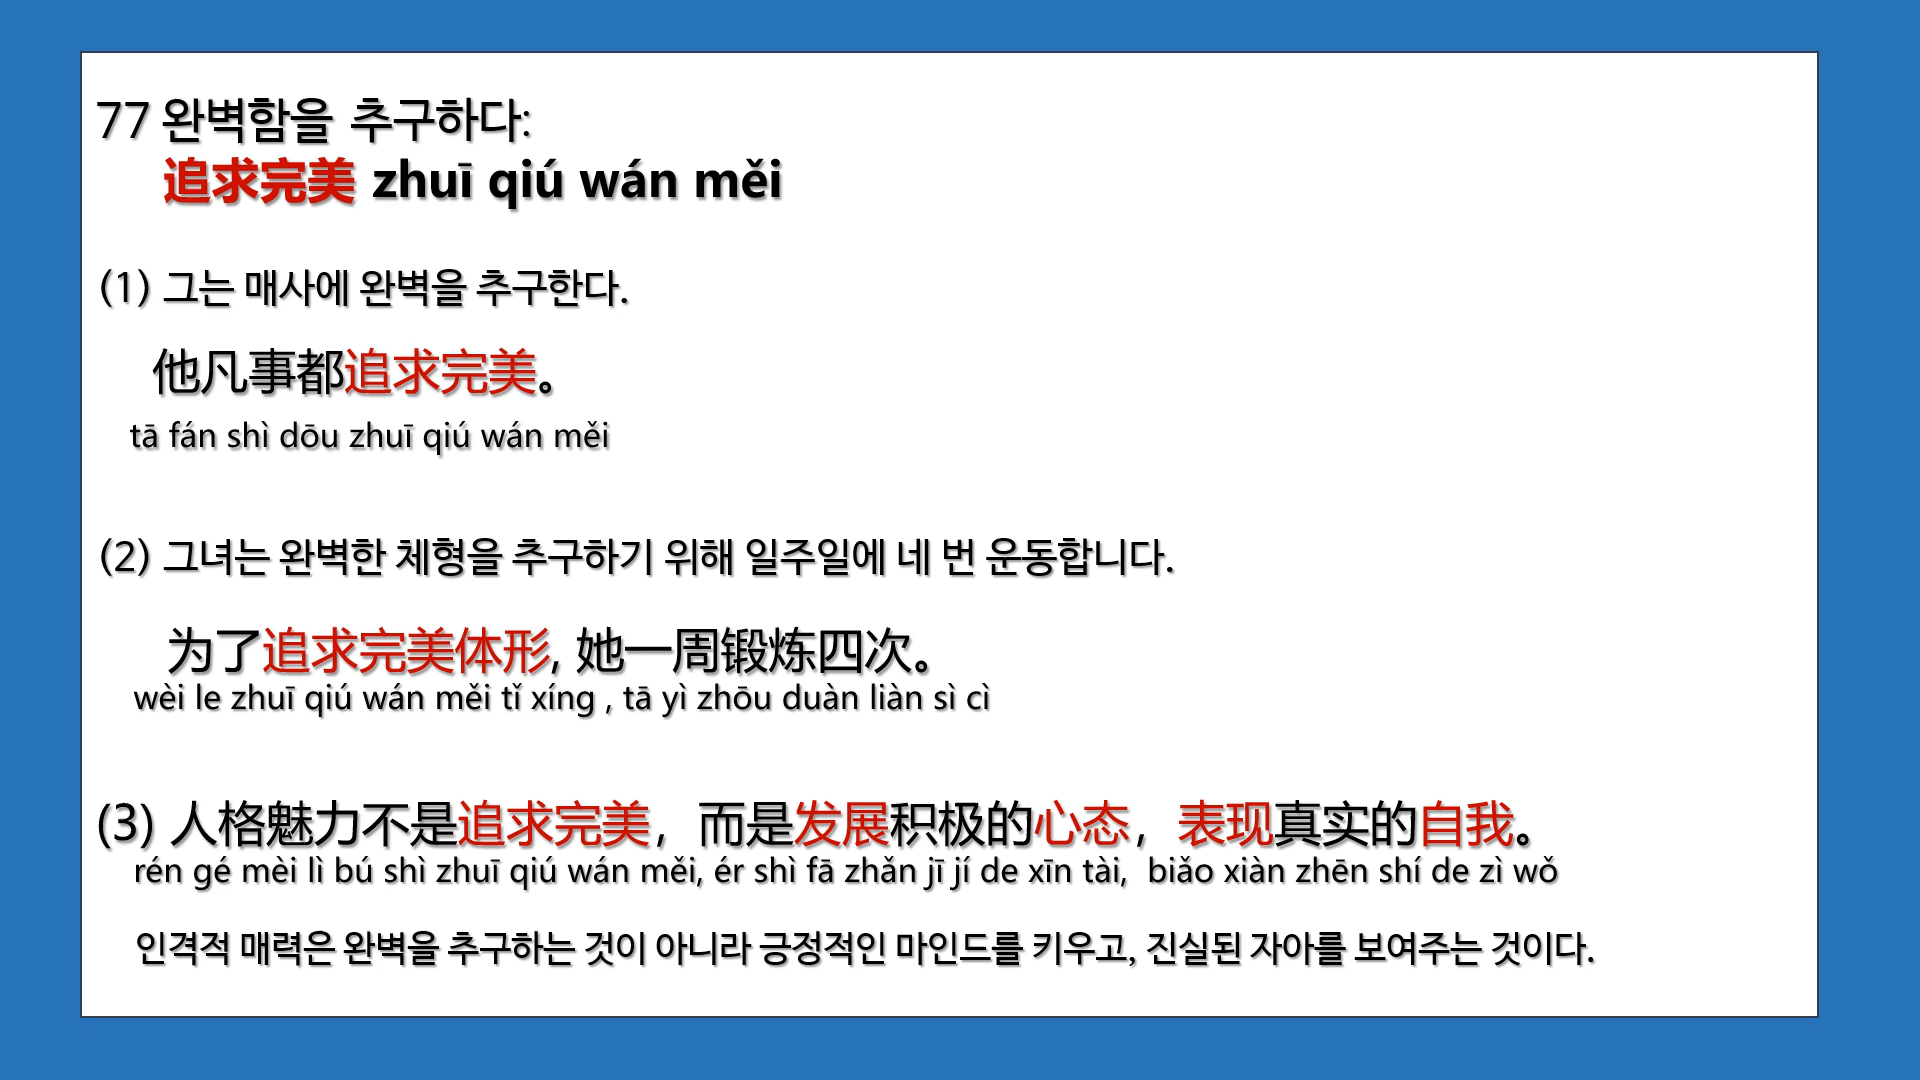 77 완벽함을 추구하다:
追求完美 zhuī qiú wán měi
(1) 그는 매사에 완벽을 추구한다.
他凡事都追求完美。
tā fán shì dōu zhuī qiú wán měi
(2) 그녀는 완벽한 체형을 추구하기 위해 일주일에 네 번 운동합니다.
为了追求完美体形, 她一周锻炼四次。
wèi le zhuī qiú wán měi tǐ xíng , tā yì zhōu duàn liàn sì cì
(3) 人格魅力不是追求完美，而是发展积极的心态，表现真实的自我。
rén gé mèi lì bú shì zhuī qiú wán měi, ér shì fā zhǎn jī jí de xīn tài, biǎo xiàn zhēn shí de zì wǒ
인격적 매력은 완벽을 추구하는 것이 아니라 긍정적인 마인드를 키우고, 진실된 자아를 보여주는 것이다.